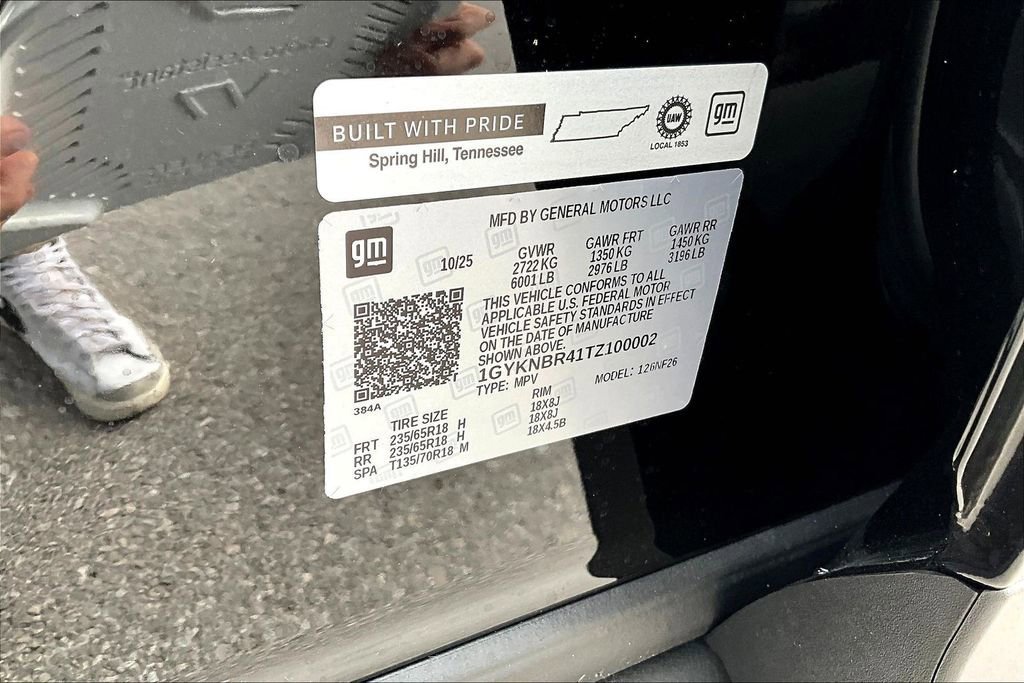 BUILT WITH PRIDE
Spring Hill, Tennessee
UAW
LOCAL 1853
gm
MFD BY GENERAL MOTORS LLC
gm
10/25
GVWR GAWR FRT GAWR RR
2722 KG 1350 KG 1450 KG
6001 LB 2976 LB 3196 LB
THIS VEHICLE CONFORMS TO ALL
APPLICABLE U.S. FEDERAL MOTOR
VEHICLE SAFETY STANDARDS IN EFFECT
ON THE DATE OF MANUFACTURE
SHOWN ABOVE.
1GYKNBR41TZ100002
TYPE: MPV MODEL: 126NF26
384A
TIRE SIZE RIM
FRT 235/65R18 H 18X8J
RR 235/65R18 H 18X8J
SPA T135/70R18 M 18X4.5B